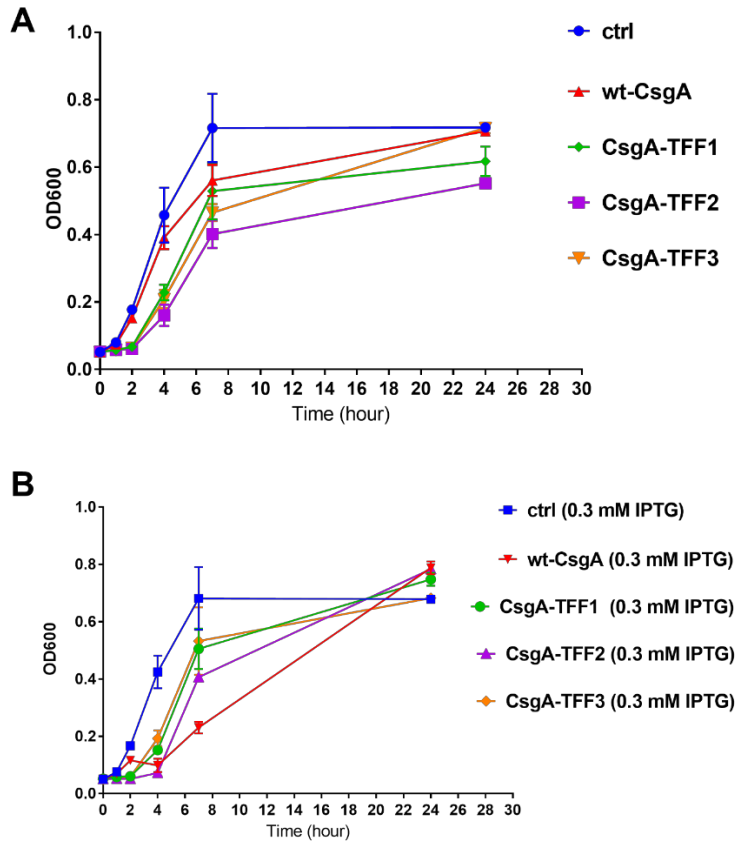 A
ctrl
wt-CsgA
CsgA-TFF1
CsgA-TFF2
CsgA-TFF3
OD600
1.0
0.8
0.6
0.4
0.2
0.0
0 2 4 6 8 10 12 14 16 18 20 22 24 26 28 30
Time (hour)
B
ctrl (0.3 mM IPTG)
wt-CsgA (0.3 mM IPTG)
CsgA-TFF1 (0.3 mM IPTG)
CsgA-TFF2 (0.3 mM IPTG)
CsgA-TFF3 (0.3 mM IPTG)
OD600
1.0
0.8
0.6
0.4
0.2
0.0
0 2 4 6 8 10 12 14 16 18 20 22 24 26 28 30
Time (hour)